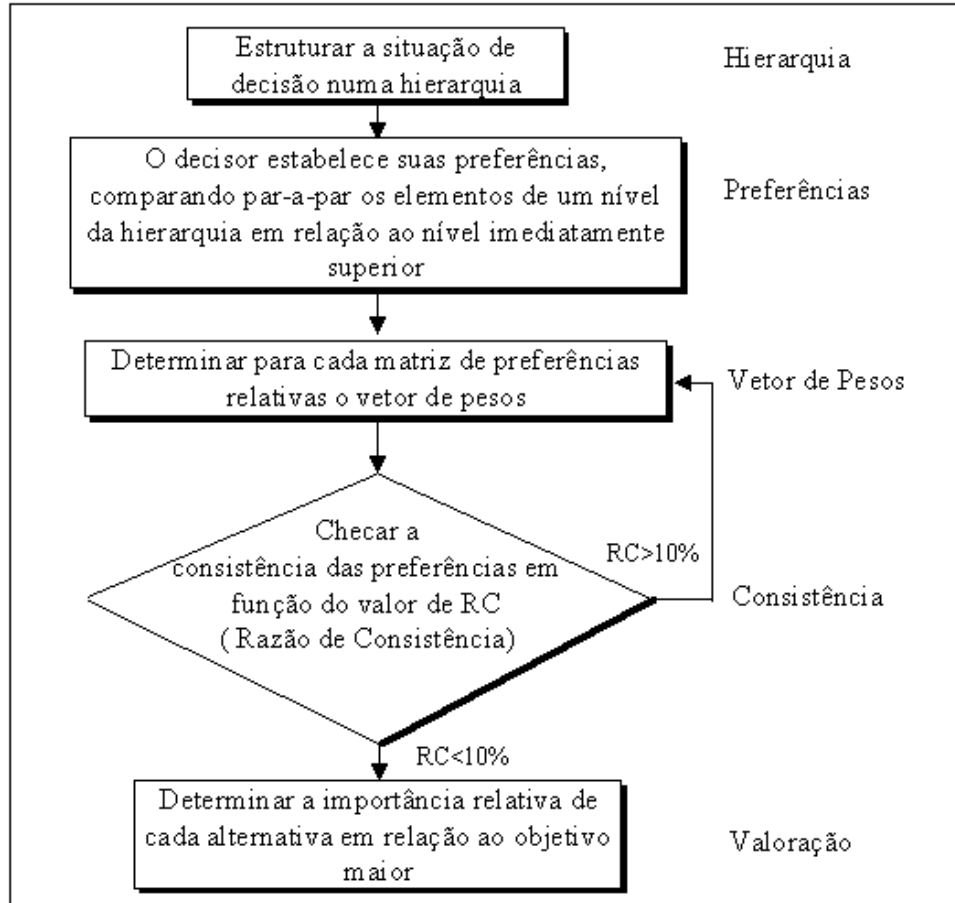 Estruturar a situação de
decisão numa hierarquia
Hierarquia
O decisor estabelece suas preferências,
comparando par-a-par os elementos de um nível
da hierarquia em relação ao nível imediatamente
superior
Preferências
Determinar para cada matriz de preferências
relativas o vetor de pesos
Vetor de Pesos
Checar a
consistência das preferências em
função do valor de RC
( Razão de Consistência)
RC>10%
Consistência
RC<10%
Determinar a importância relativa de
cada alternativa em relação ao objetivo
maior
Valoração